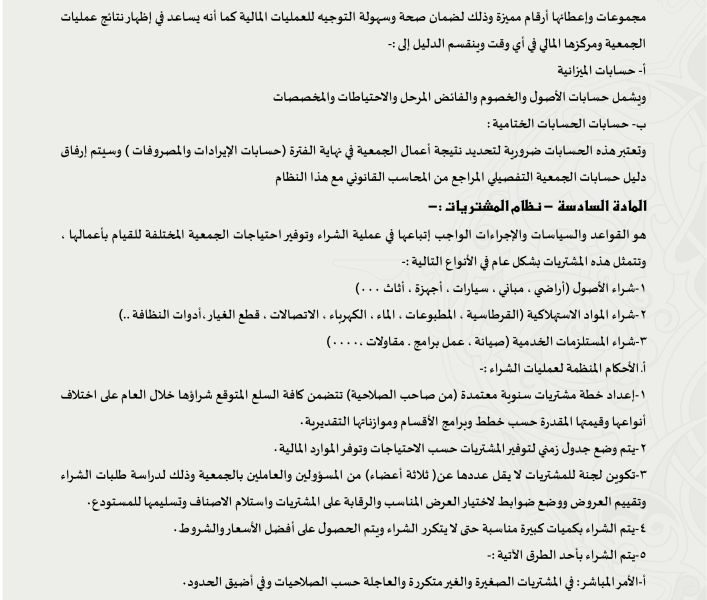 مجموعات وإعطائها أرقام مميزة وذلك لضمان صحة وسهولة التوجيه للعمليات المالية كما أنه يساعد في إظهار نتائج عمليات
الجمعية ومركزها المالي في أي وقت وينقسم الدليل إلى :-
أ- حسابات الميزانية
ويشمل حسابات الأصول والخصوم والفائض المرحل والاحتياطات والمخصصات
ب- حسابات الحسابات الختامية :
وتعتبر هذه الحسابات ضرورية لتحديد نتيجة أعمال الجمعية في نهاية الفترة (حسابات الإيرادات والمصروفات ) وسيتم إرفاق
دليل حسابات الجمعية التفصيلي المراجع من المحاسب القانوني مع هذا النظام
المادة السادسة – نظام المشتريات :–
هو القواعد والسياسات والإجراءات الواجب إتباعها في عملية الشراء وتوفير احتياجات الجمعية المختلفة للقيام بأعمالها ،
وتتمثل هذه المشتريات بشكل عام في الأنواع التالية :-
١-شراء الأصول (أراضي ، مباني ، سيارات ، أجهزة ، أثاث ٠٠٠)
٢-شراء المواد الاستهلاكية (القرطاسية ، المطبوعات ، الماء ، الكهرباء ، الاتصالات ، قطع الغيار ،أدوات النظافة ..)
٣-شراء المستلزمات الخدمية (صيانة ، عمل برامج ، مقاولات ،٠٠٠٠)
أ.الأحكام المنظمة لعمليات الشراء :-
١-إعداد خطة مشتريات سنوية معتمدة (من صاحب الصلاحية) تتضمن كافة السلع المتوقع شراؤها خلال العام على اختلاف
أنواعها وقيمتها المقدرة حسب خطط وبرامج الأقسام وموازناتها التقديرية٠
٢-يتم وضع جدول زمني لتوفير المشتريات حسب الاحتياجات وتوفر الموارد المالية٠
٣-تكوين لجنة للمشتريات لا يقل عددها عن( ثلاثة أعضاء) من المسؤولين والعاملين بالجمعية وذلك لدراسة طلبات الشراء
وتقييم العروض ووضع ضوابط لاختيار العرض المناسب والرقابة على المشتريات واستلام الاصناف وتسليمها للمستودع٠
٤-يتم الشراء بكميات كبيرة مناسبة حتى لا يتكرر الشراء ويتم الحصول على أفضل الأسعار والشروط٠
٥-يتم الشراء بأحد الطرق الآتية :-
أ-الأمر المباشر : في المشتريات الصغيرة والغير متكررة والعاجلة حسب الصلاحيات وفي أضيق الحدود٠